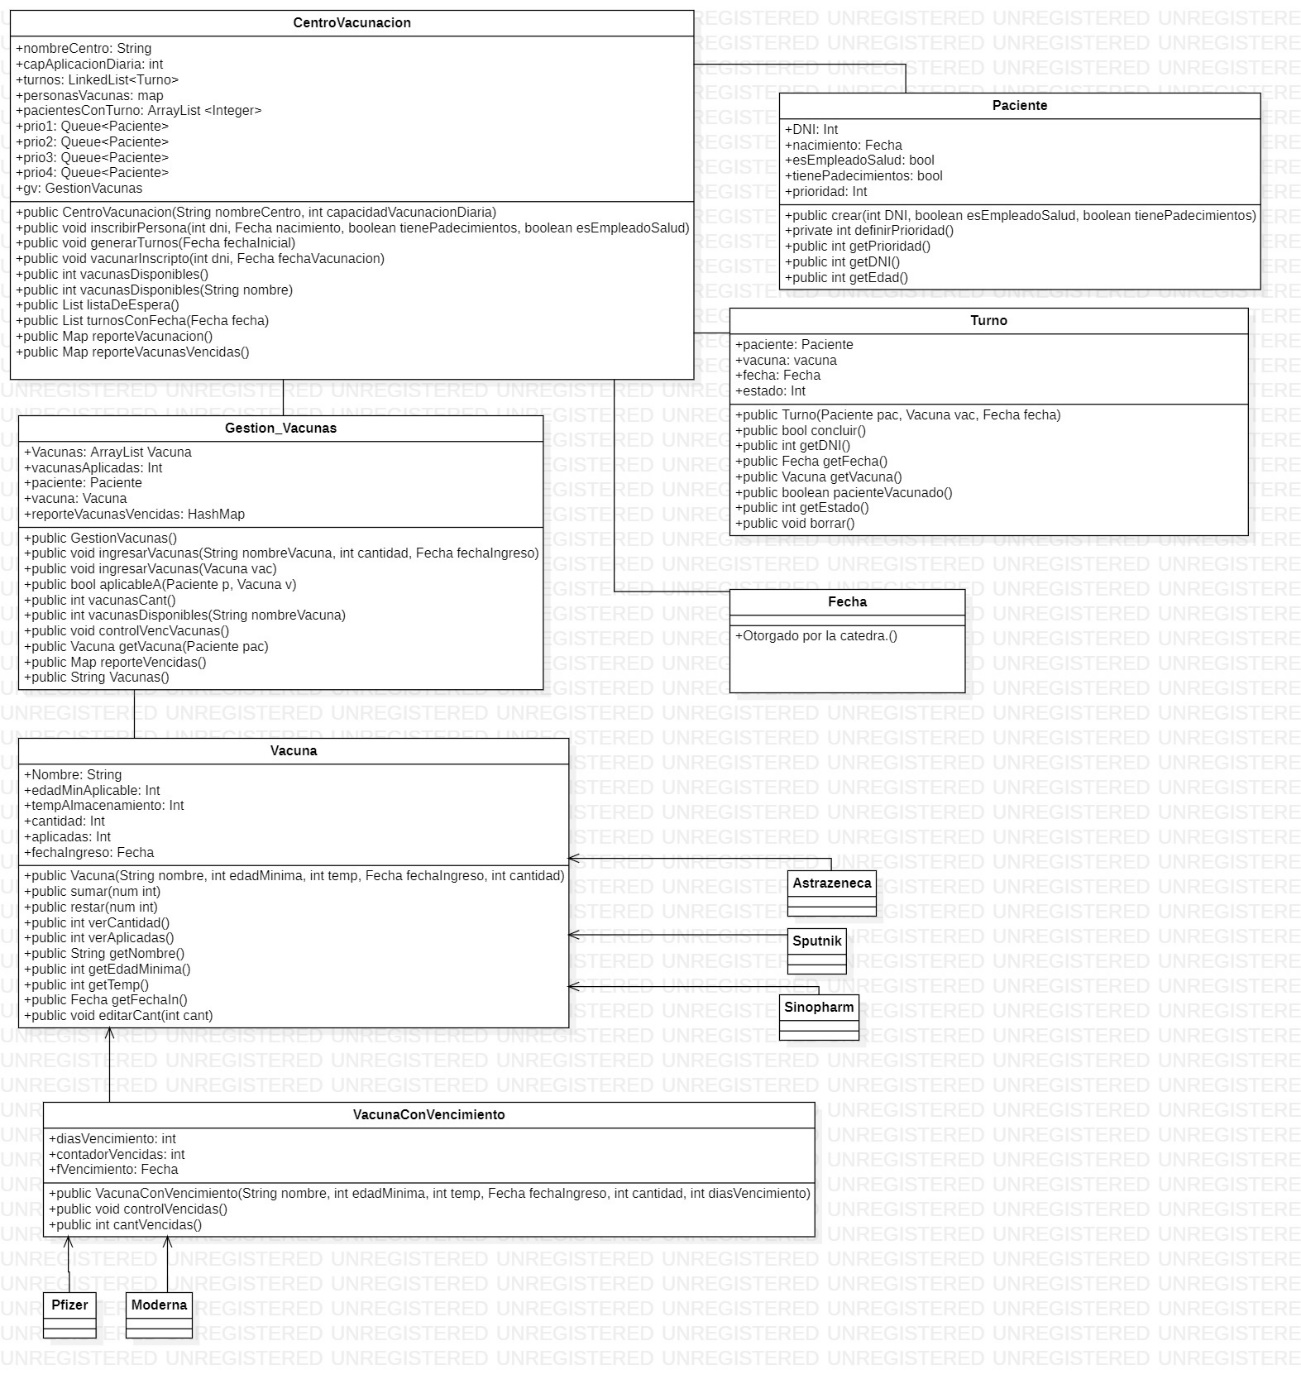 CentroVacunacion
+nombreCentro: String
+capAplicacionDiaria: int
+turnos: LinkedList<Turno>
+personasVacunas: map
+pacientesConTurno: ArrayList <Integer>
+prio1: Queue<Paciente>
+prio2: Queue<Paciente>
+prio3: Queue<Paciente>
+prio4: Queue<Paciente>
+gv: GestionVacunas
+public CentroVacunacion(String nombreCentro, int capacidadVacunacionDiaria)
+public void inscribirPersona(int dni, Fecha nacimiento, boolean tienePadecimientos, boolean esEmpleadoSalud)
+public void generarTurnos(Fecha fechaInicial)
+public void vacunarInscripto(int dni, Fecha fechaVacunacion)
+public int vacunasDisponibles()
+public int vacunasDisponibles(String nombre)
+public List listaDeEspera()
+public List turnosConFecha(Fecha fecha)
+public Map reporteVacunacion()
+public Map reporteVacunasVencidas()
Paciente
+DNI: Int
+nacimiento: Fecha
+esEmpleadoSalud: bool
+tienePadecimientos: bool
+prioridad: Int
+public crear(int DNI, boolean esEmpleadoSalud, boolean tienePadecimientos)
+private int definirPrioridad()
+public int getPrioridad()
+public int getDNI()
+public int getEdad()
Turno
+paciente: Paciente
+vacuna: vacuna
+fecha: Fecha
+estado: Int
+public Turno(Paciente pac, Vacuna vac, Fecha fecha)
+public bool concluir()
+public int getDNI()
+public Fecha getFecha()
+public Vacuna getVacuna()
+public boolean pacienteVacunado()
+public int getEstado()
+public void borrar()
Gestion_Vacunas
+Vacunas: ArrayList Vacuna
+vacunasAplicadas: Int
+paciente: Paciente
+vacuna: Vacuna
+reporteVacunasVencidas: HashMap
+public GestionVacunas()
+public void ingresarVacunas(String nombreVacuna, int cantidad, Fecha fechaIngreso)
+public void ingresarVacunas(Vacuna vac)
+public bool aplicableA(Paciente p, Vacuna v)
+public int vacunasCant()
+public int vacunasDisponibles(String nombreVacuna)
+public void controlVencVacunas()
+public Vacuna getVacuna(Paciente pac)
+public Map reporteVencidas()
+public String Vacunas()
Fecha
+Otorgado por la catedra.()
Vacuna
+Nombre: String
+edadMinAplicable: Int
+tempAlmacenamiento: Int
+cantidad: Int
+aplicadas: Int
+fechaIngreso: Fecha
+public Vacuna(String nombre, int edadMinima, int temp, Fecha fechaIngreso, int cantidad)
+public sumar(num int)
+public restar(num int)
+public int verCantidad()
+public int verAplicadas()
+public String getNombre()
+public int getEdadMinima()
+public int getTemp()
+public Fecha getFechaIn()
+public void editarCant(int cant)
Astrazeneca
Sputnik
Sinopharm
VacunaConVencimiento
+diasVencimiento: int
+contadorVencidas: int
+fVencimiento: Fecha
+public VacunaConVencimiento(String nombre, int edadMinima, int temp, Fecha fechaIngreso, int cantidad, int diasVencimiento)
+public void controlVencidas()
+public int cantVencidas()
Pfizer
Moderna
UNREGISTERED UNREGISTERED UNREGISTERED UNREGISTERED